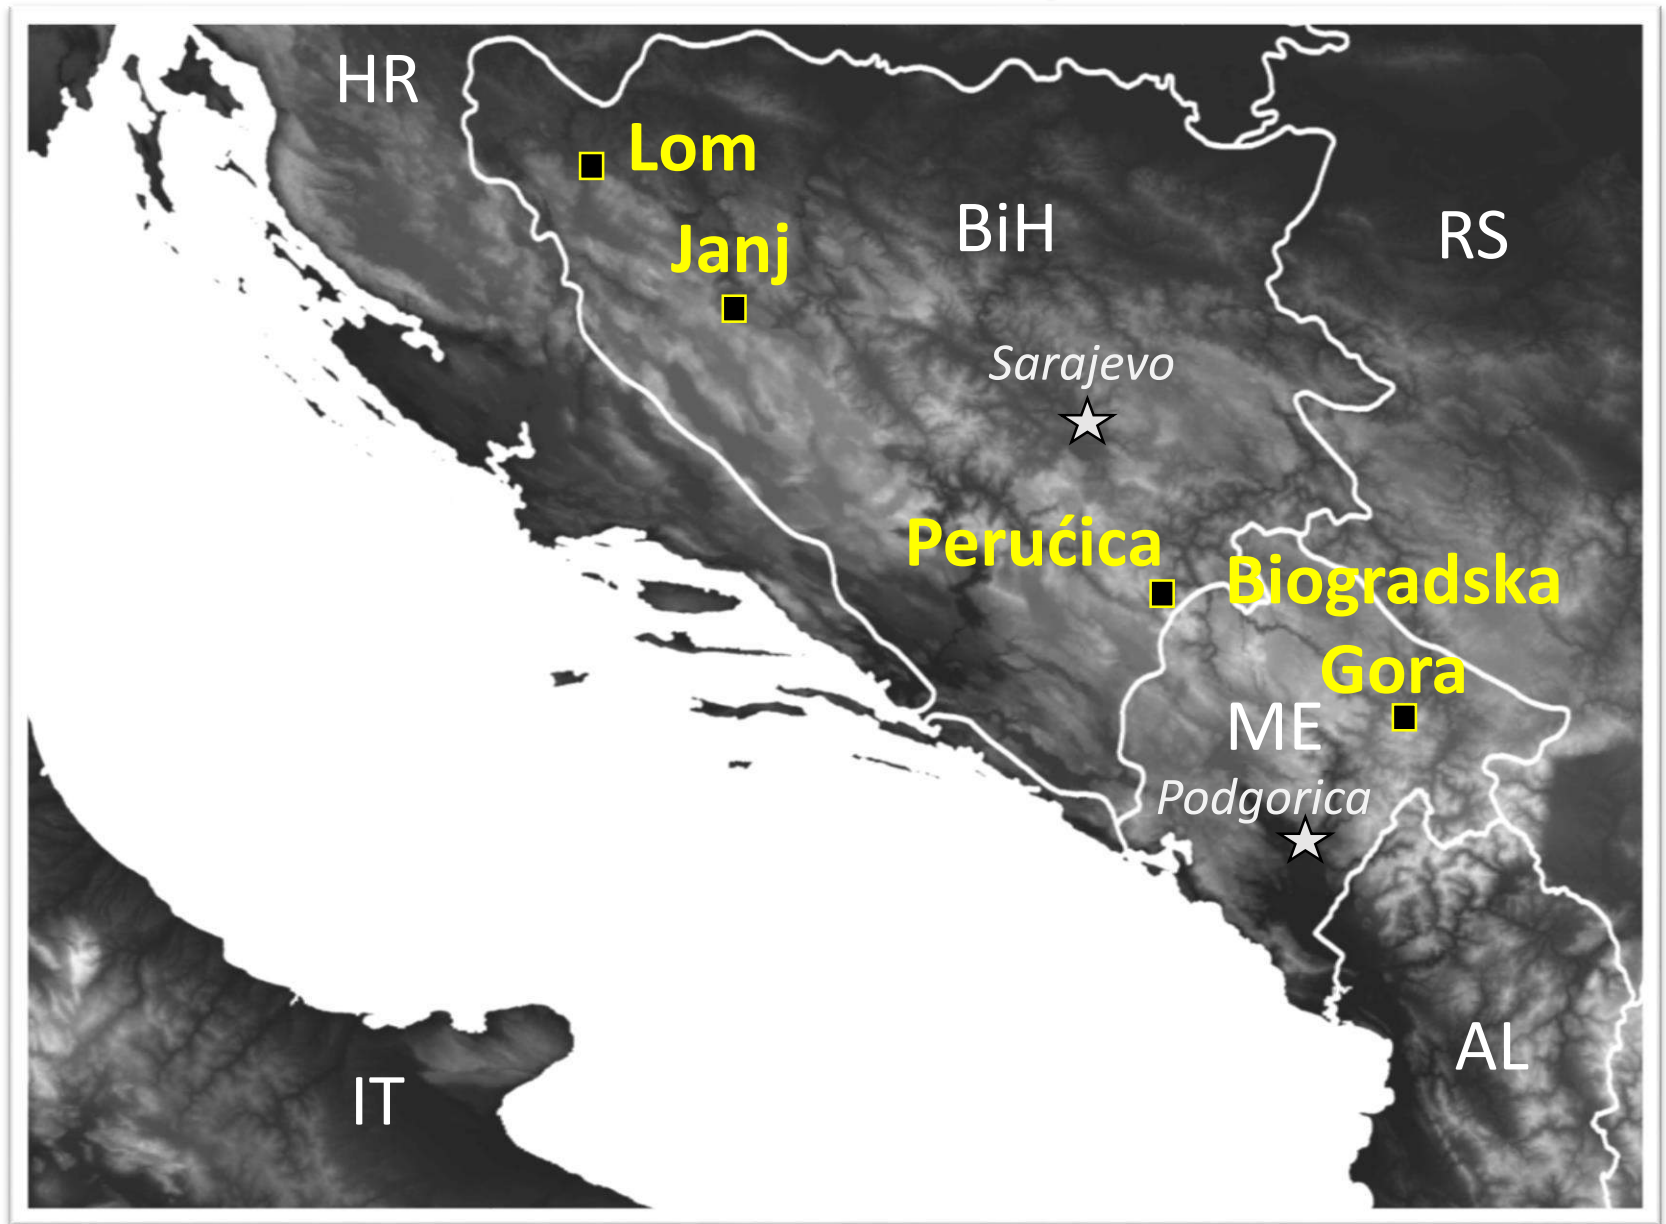 HR
Lom
Janj
BiH
RS
Sarajevo
Perućica
Biogradska
Gora
ME
Podgorica
AL
IT